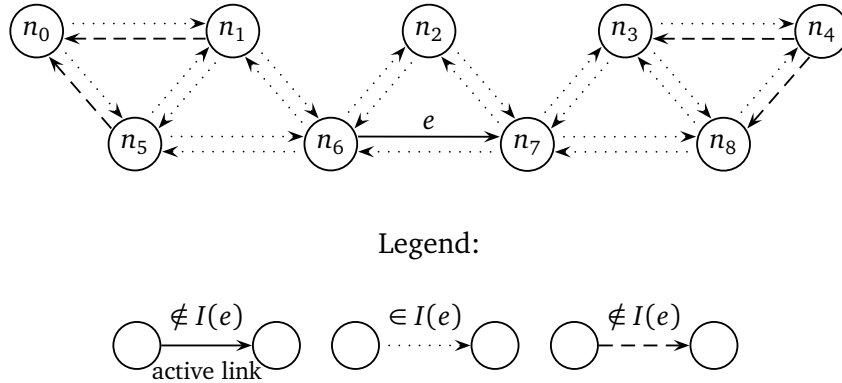 n0 n1 n2 n3 n4
e
n5 n6 n7 n8
Legend:
∉ I(e) ∈ I(e) ∉ I(e)
active link